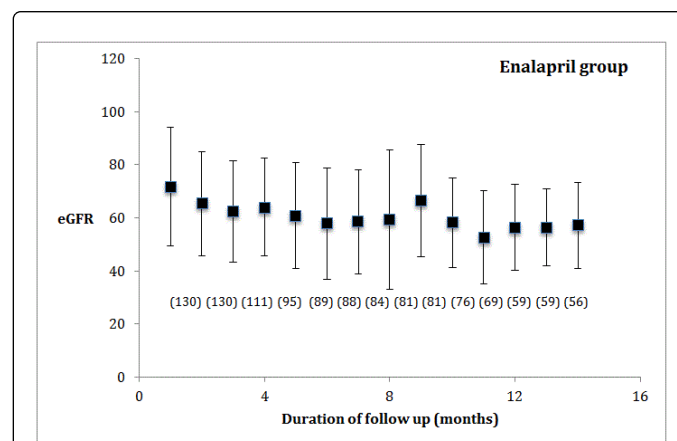 Enalapril group
120
100
80
60
40
20
0
eGFR
(130) (130) (111) (95) (89) (88) (84) (81) (81) (76) (69) (59) (59) (56)
0 4 8 12 16
Duration of follow up (months)